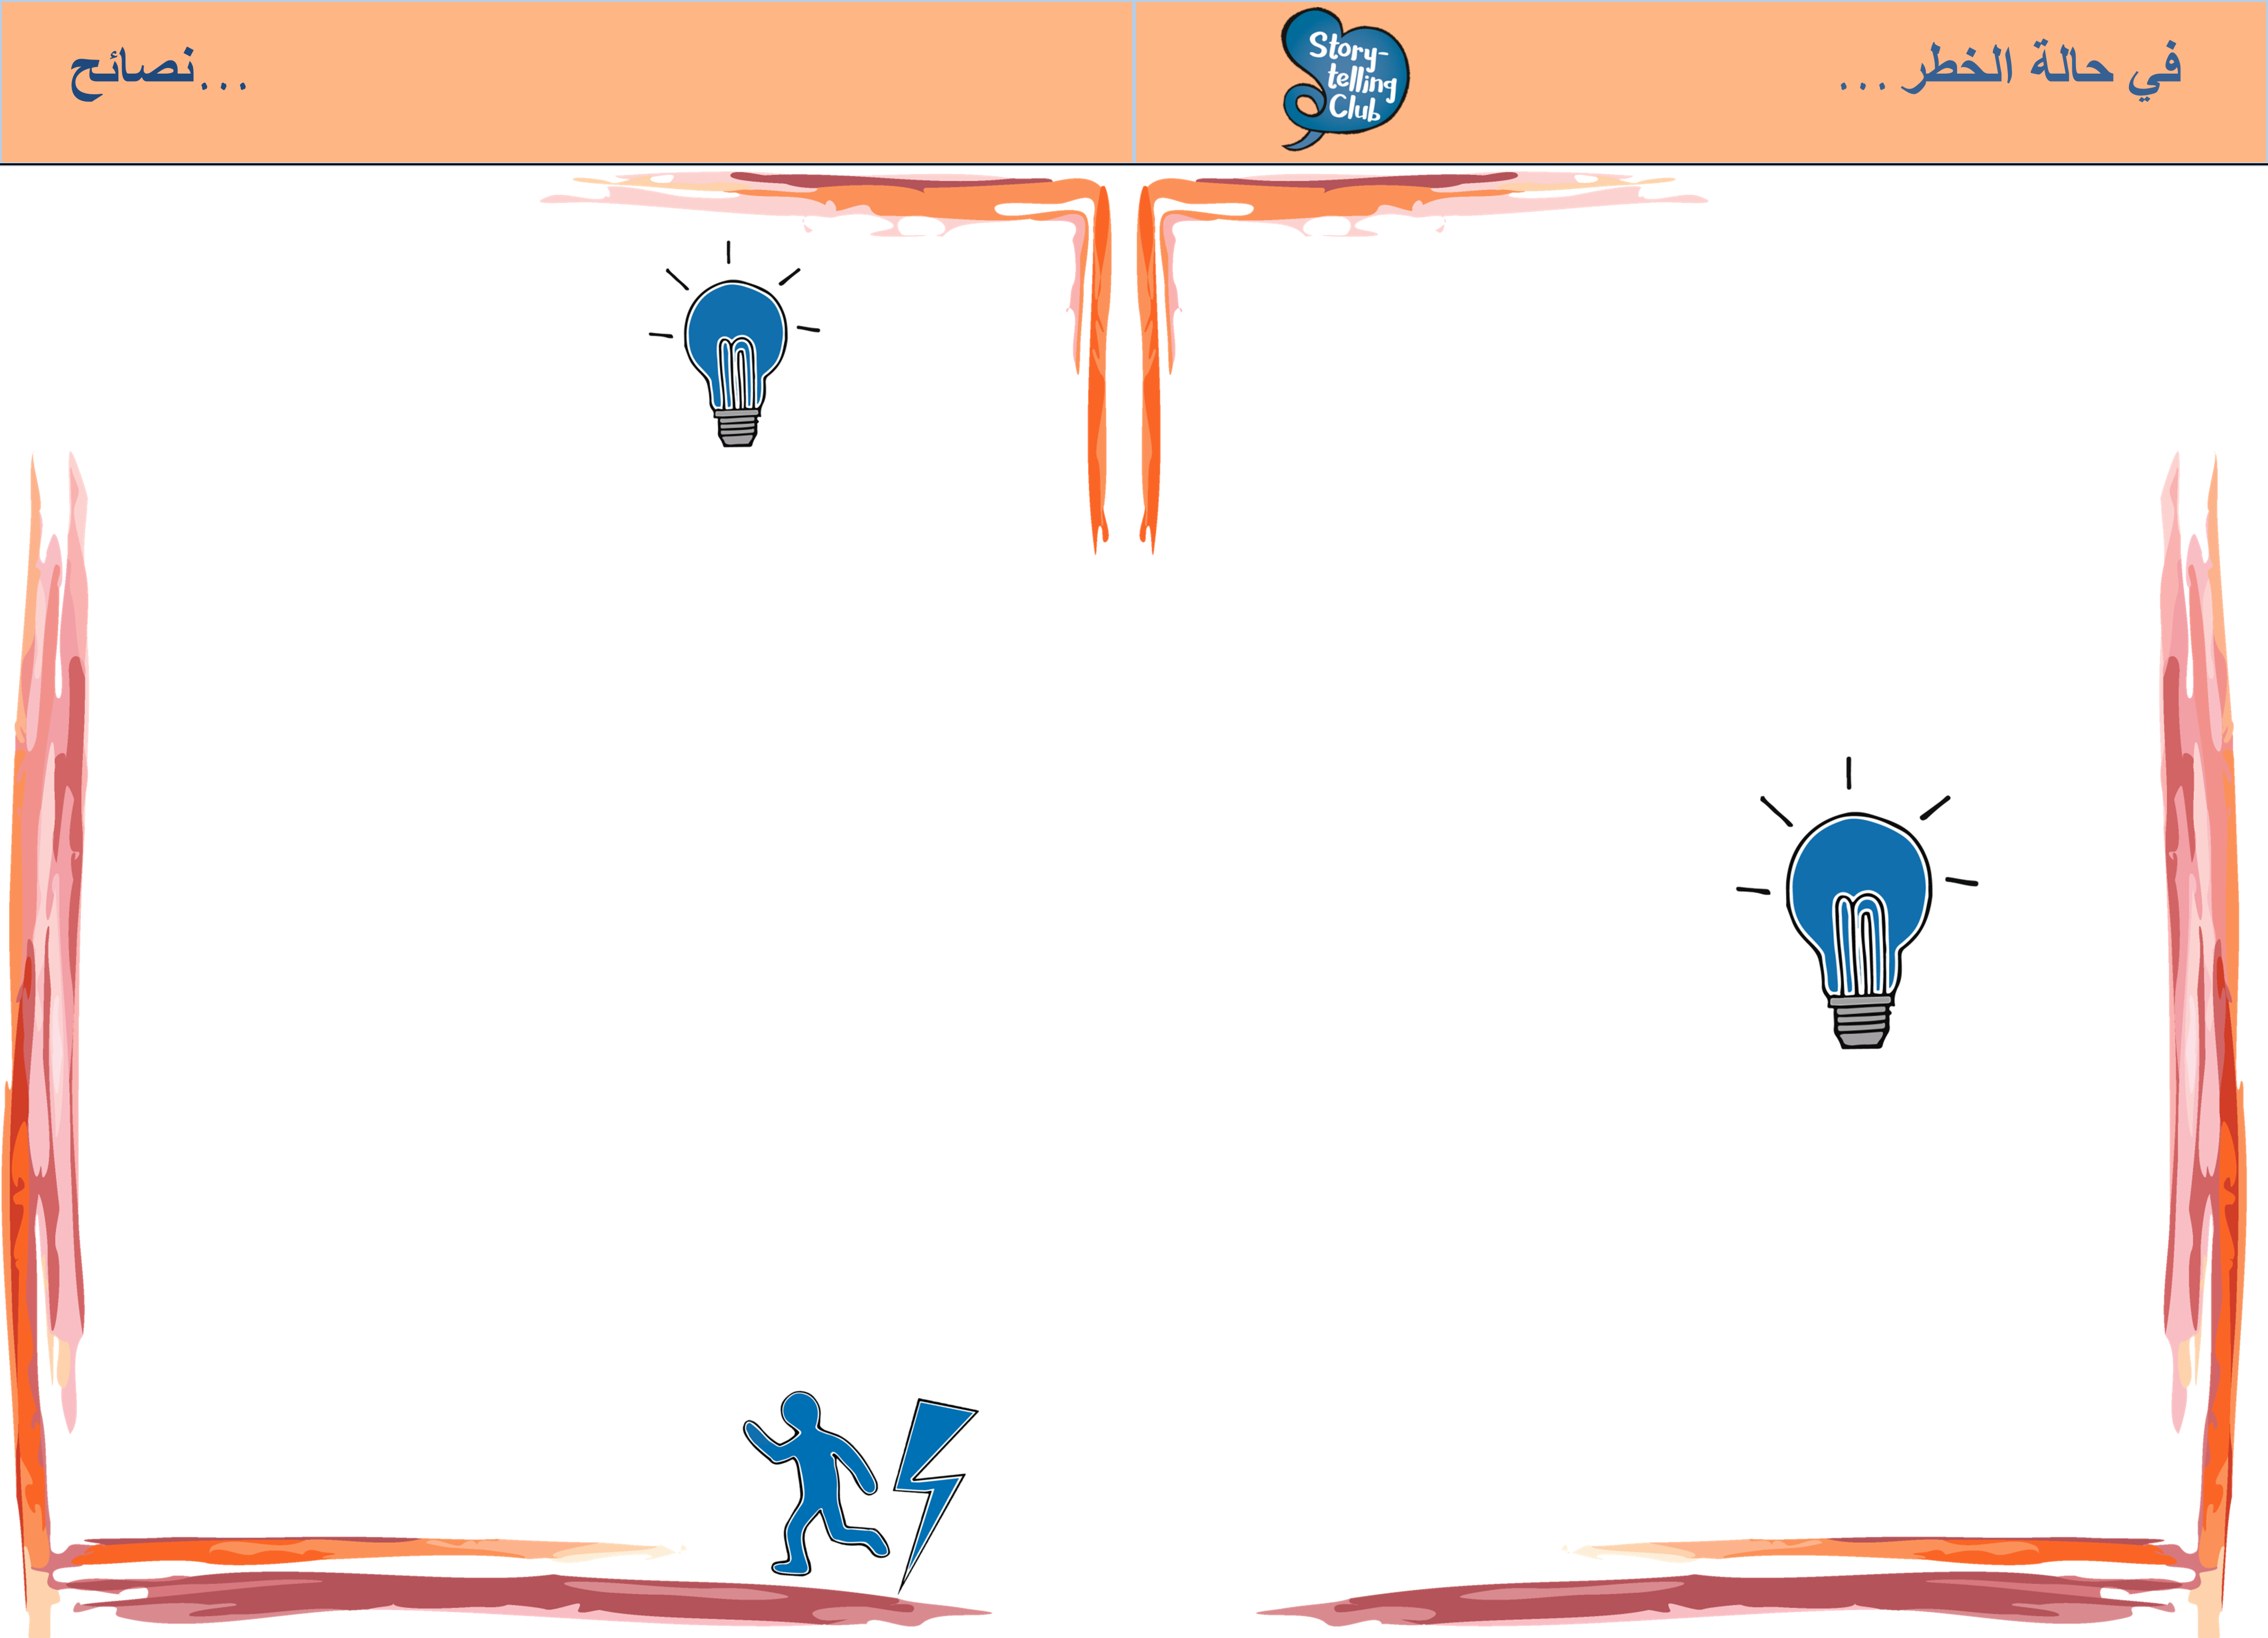 في حالة الخطر ...
Story-
telling
Club
نصائح...